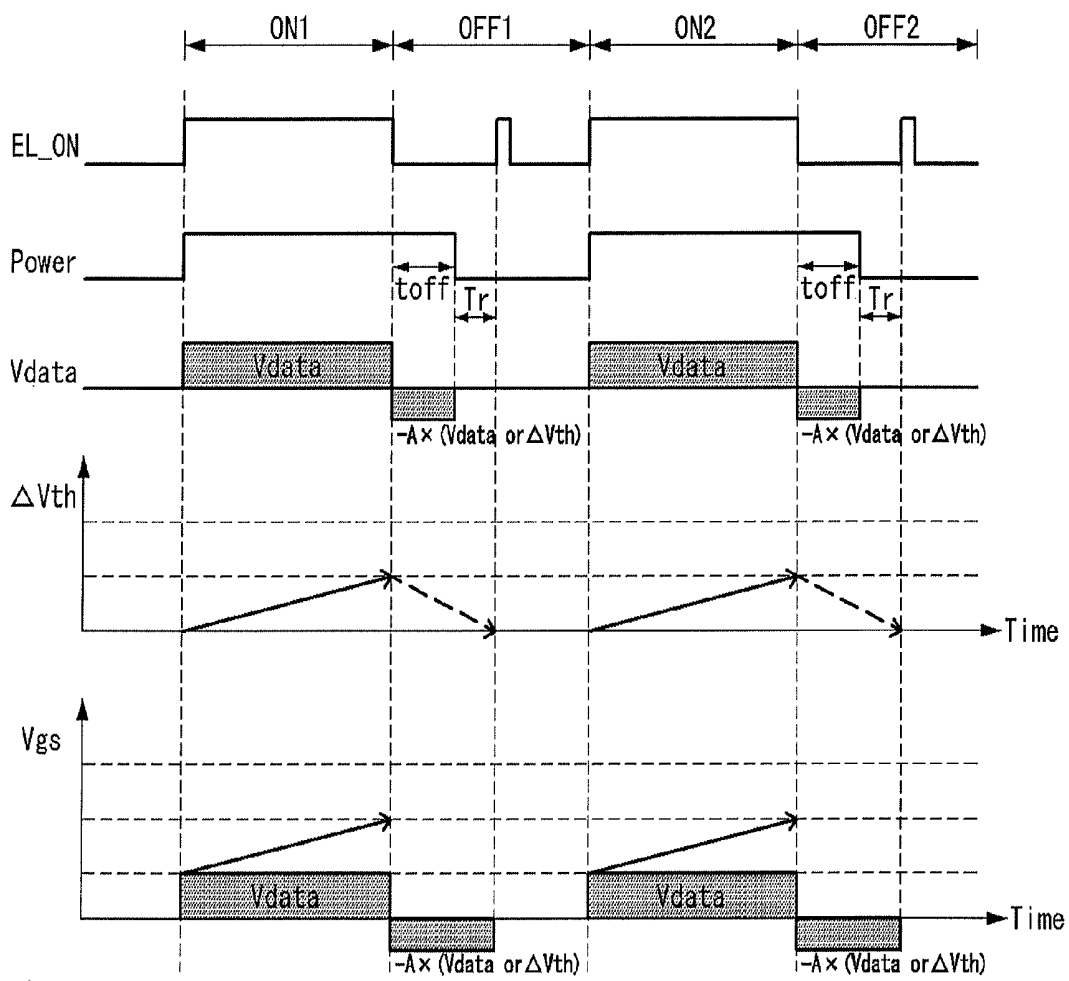 ON1 OFF1 ON2 OFF2
EL_ON
Power
toff toff
Tr Tr
Vdata Vdata Vdata
-A×(Vdata or ΔVth) -A×(Vdata or ΔVth)
ΔVth
Time
Vgs
Vdata Vdata
Time
-A×(Vdata or ΔVth) -A×(Vdata or ΔVth)